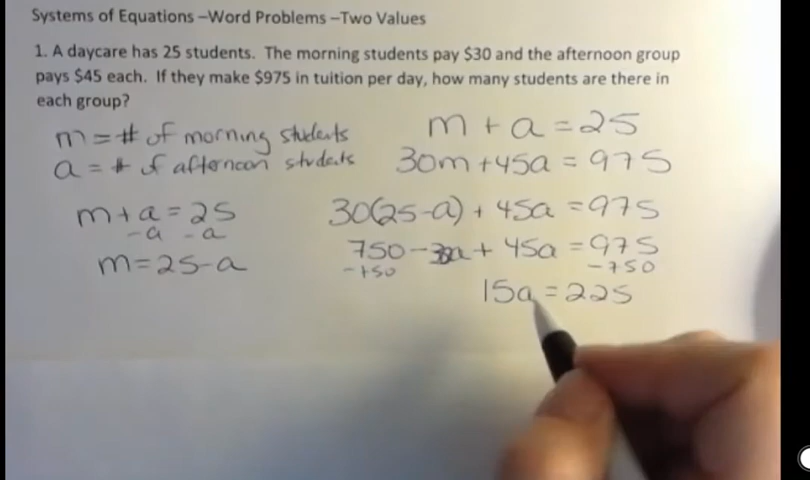 Systems of Equations –Word Problems –Two Values
1. A daycare has 25 students. The morning students pay $30 and the afternoon group
pays $45 each. If they make $975 in tuition per day, how many students are there in
each group?
m = # of morning students
a = # of afternoon students
m + a = 25
-a -a
m = 25-a
m + a = 25
30m + 45a = 975
30(25-a) + 45a = 975
750 - 30a + 45a = 975
-750 -750
15a = 225